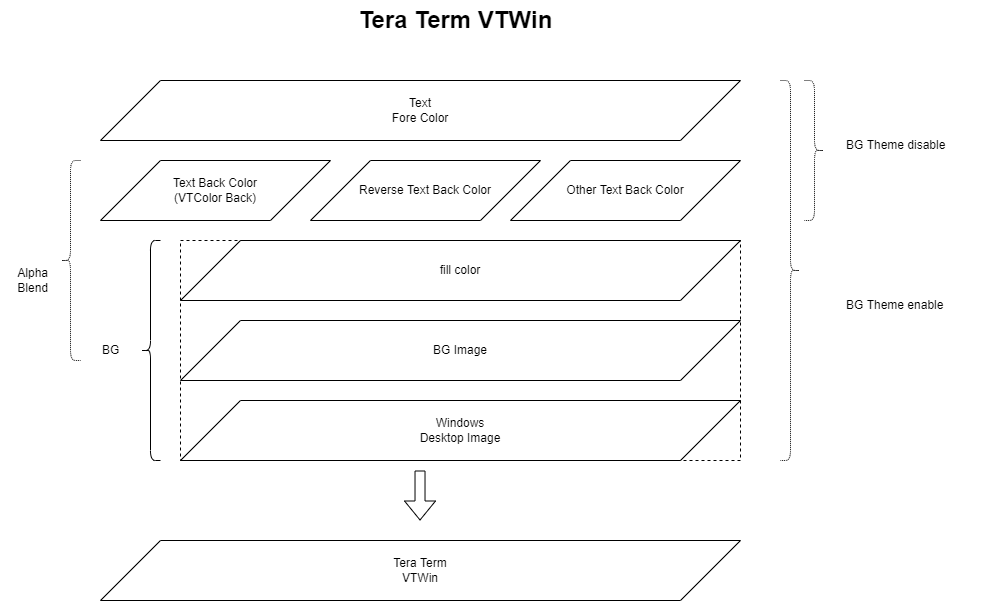 Tera Term VTWin
Text
Fore Color
BG Theme disable
Text Back Color
(VTColor Back)
Reverse Text Back Color
Other Text Back Color
Alpha
Blend
fill color
BG Theme enable
BG
BG Image
Windows
Desktop Image
Tera Term
VTWin